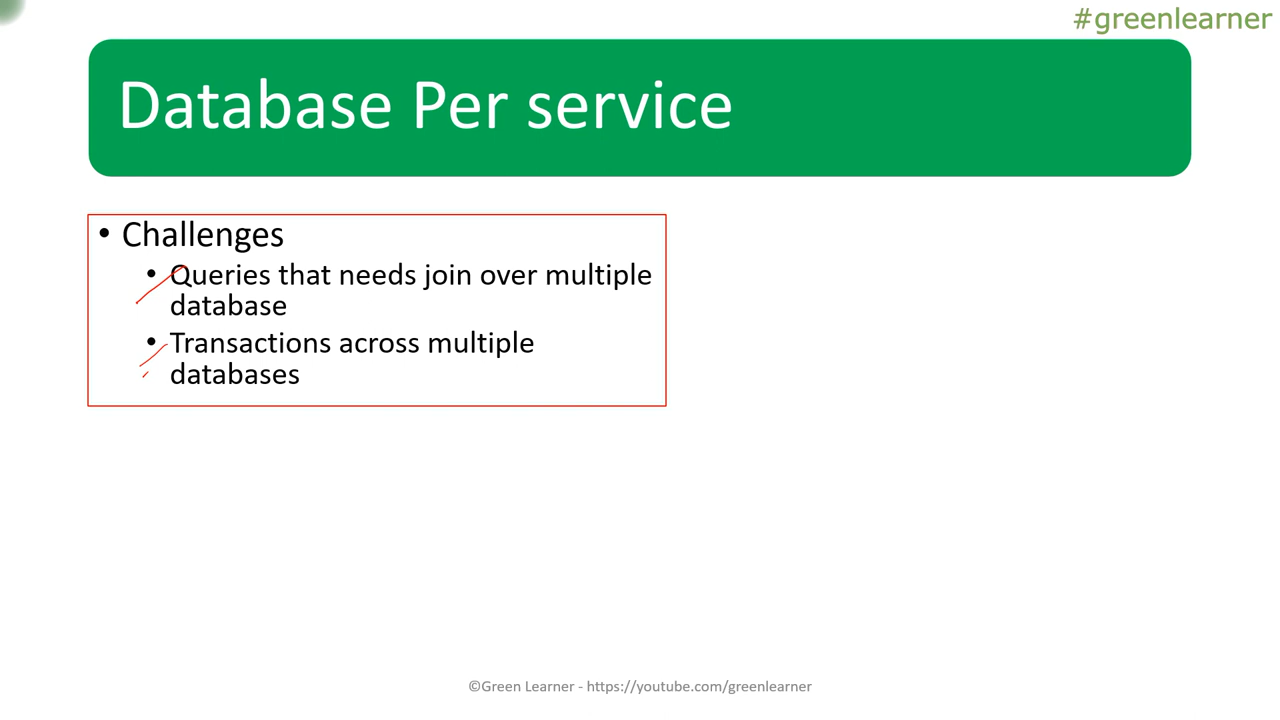 #greenlearner
Database Per service
• Challenges
• Queries that needs join over multiple
database
• Transactions across multiple
databases
©Green Learner - https://youtube.com/greenlearner